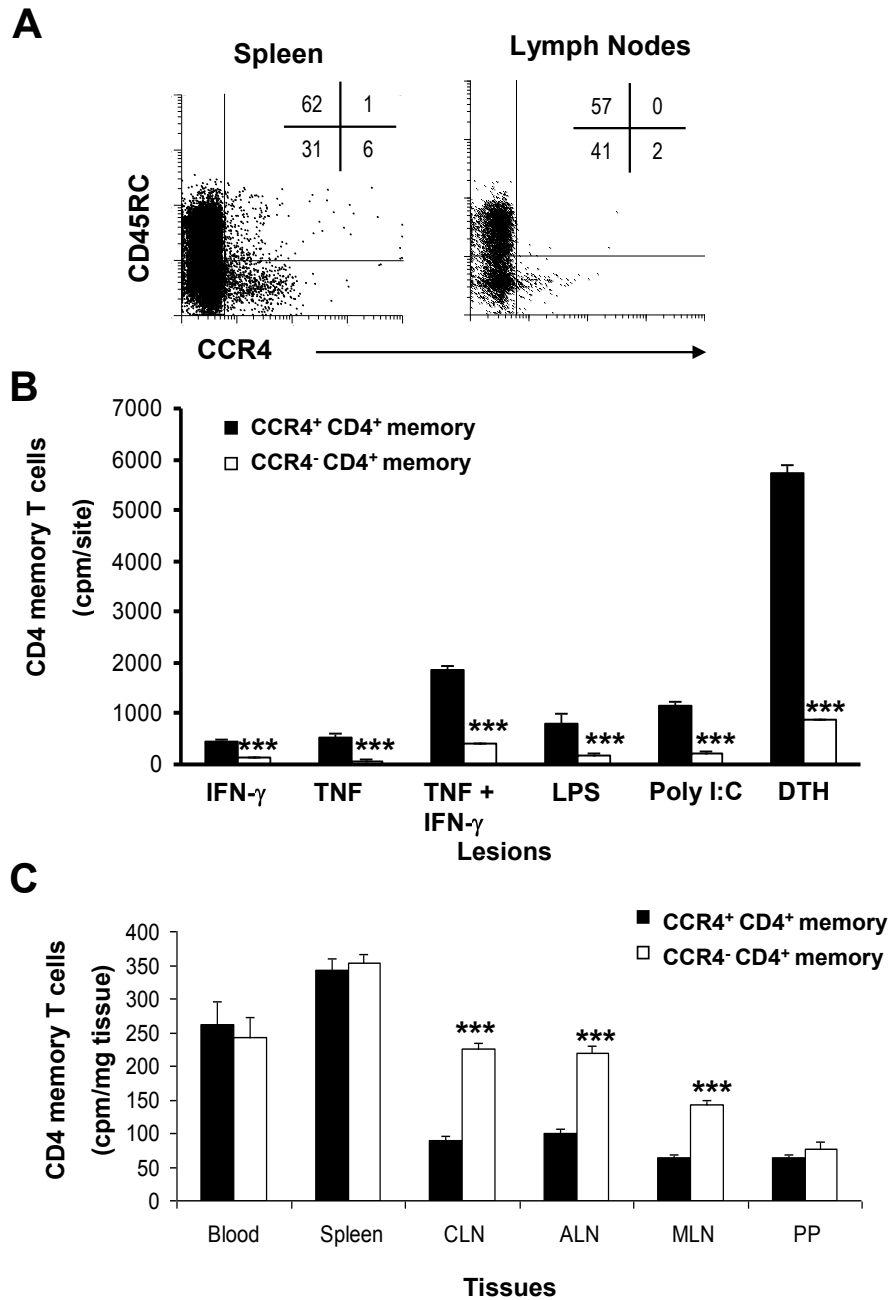 A
Spleen
Lymph Nodes
62 1
31 6
57 0
41 2
CD45RC
CCR4
B
CD4 memory T cells
(cpm/site)
7000
6000
5000
4000
3000
2000
1000
0
CCR4+ CD4+ memory
CCR4- CD4+ memory
***
***
***
***
***
***
IFN-γ
TNF
TNF +
IFN-γ
LPS
Poly I:C
DTH
Lesions
C
CD4 memory T cells
(cpm/mg tissue)
400
350
300
250
200
150
100
50
0
CCR4+ CD4+ memory
CCR4- CD4+ memory
***
***
***
Blood
Spleen
CLN
ALN
MLN
PP
Tissues